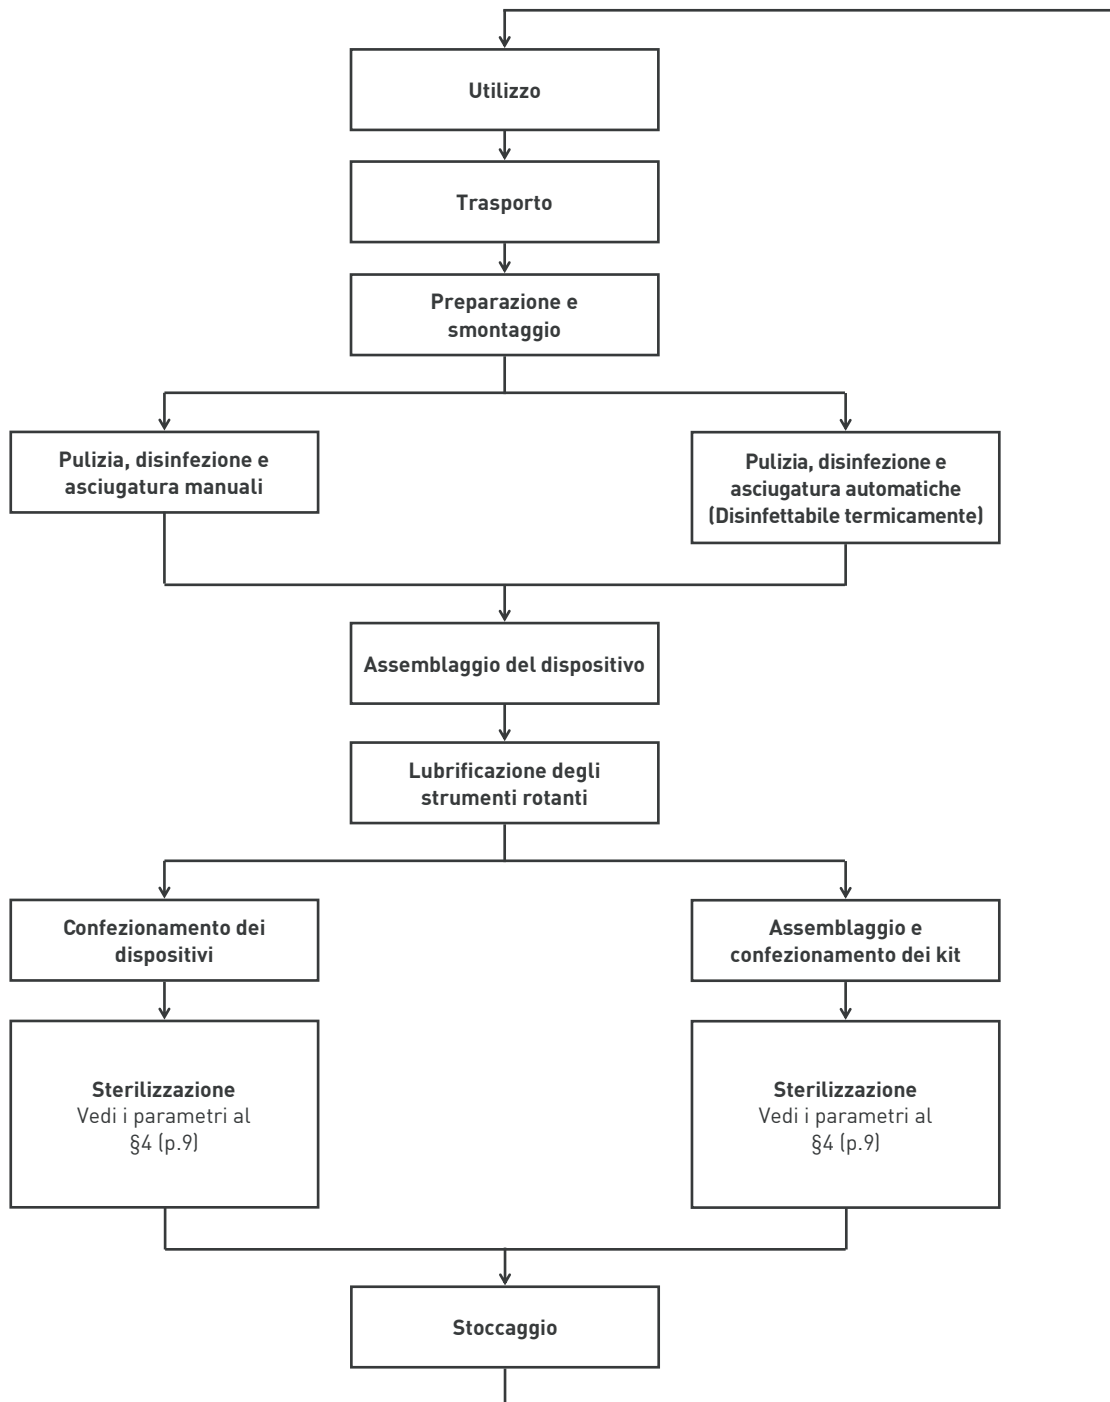 Utilizzo
Trasporto
Preparazione e
smontaggio
Pulizia, disinfezione e
asciugatura manuali
Pulizia, disinfezione e
asciugatura automatiche
(Disinfettabile termicamente)
Assemblaggio del dispositivo
Lubrificazione degli
strumenti rotanti
Confezionamento dei
dispositivi
Assemblaggio e
confezionamento dei kit
Sterilizzazione
Vedi i parametri al
§4 (p.9)
Sterilizzazione
Vedi i parametri al
§4 (p.9)
Stoccaggio